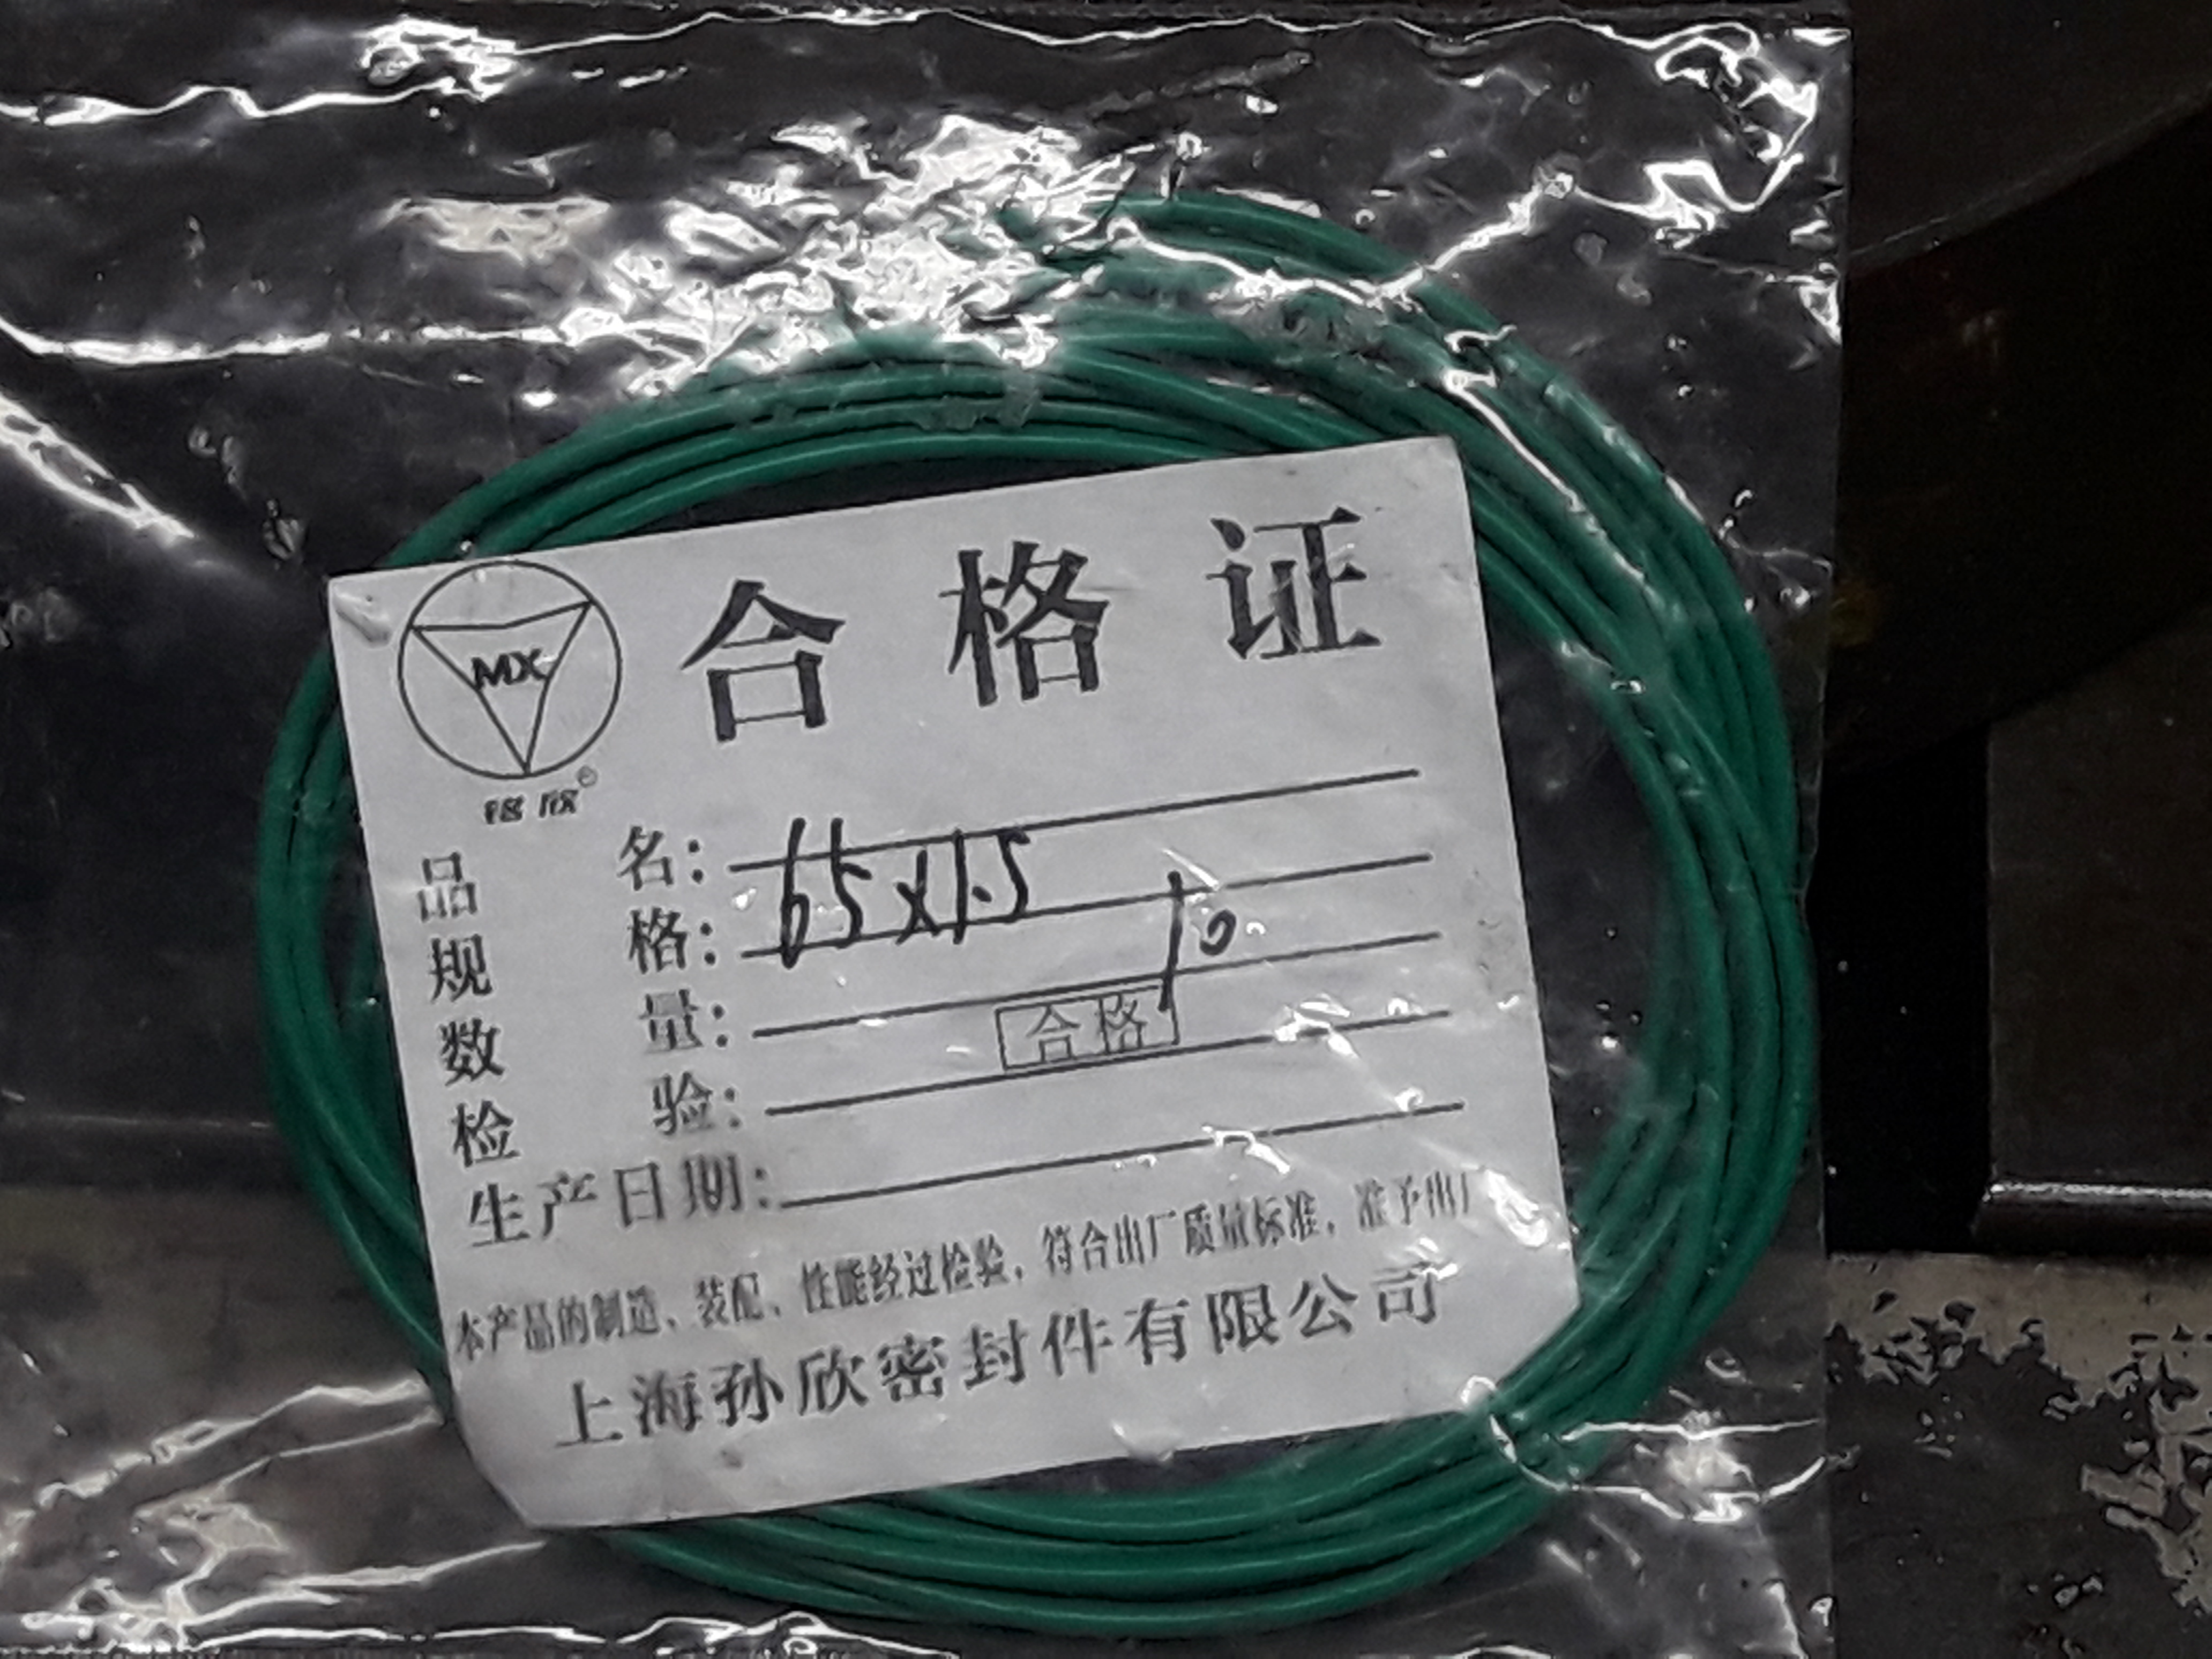 MX
合格证
®
品名：
规格：65x1.5
数量：10
检验：合格
生产日期：
本产品的制造、装配、性能经过检验，符合出厂质量标准，准予出厂
上海孙欣密封件有限公司